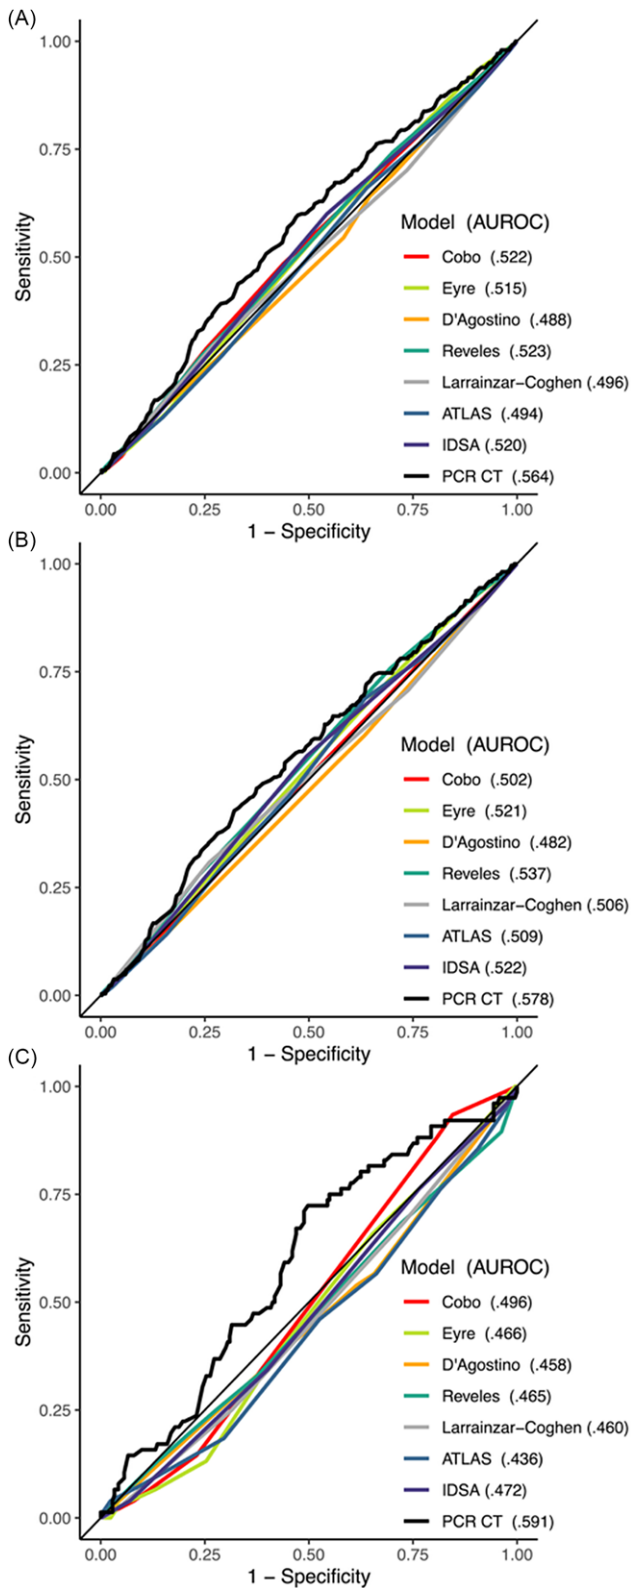 (A)
1.00
0.75
0.50
0.25
0.00
Sensitivity
Model (AUROC)
Cobo (.522)
Eyre (.515)
D'Agostino (.488)
Reveles (.523)
Larrainzar−Coghen (.496)
ATLAS (.494)
IDSA (.520)
PCR CT (.564)
0.00 0.25 0.50 0.75 1.00
1 − Specificity
(B)
1.00
0.75
0.50
0.25
0.00
Sensitivity
Model (AUROC)
Cobo (.502)
Eyre (.521)
D'Agostino (.482)
Reveles (.537)
Larrainzar−Coghen (.506)
ATLAS (.509)
IDSA (.522)
PCR CT (.578)
0.00 0.25 0.50 0.75 1.00
1 − Specificity
(C)
1.00
0.75
0.50
0.25
0.00
Sensitivity
Model (AUROC)
Cobo (.496)
Eyre (.466)
D'Agostino (.458)
Reveles (.465)
Larrainzar−Coghen (.460)
ATLAS (.436)
IDSA (.472)
PCR CT (.591)
0.00 0.25 0.50 0.75 1.00
1 − Specificity